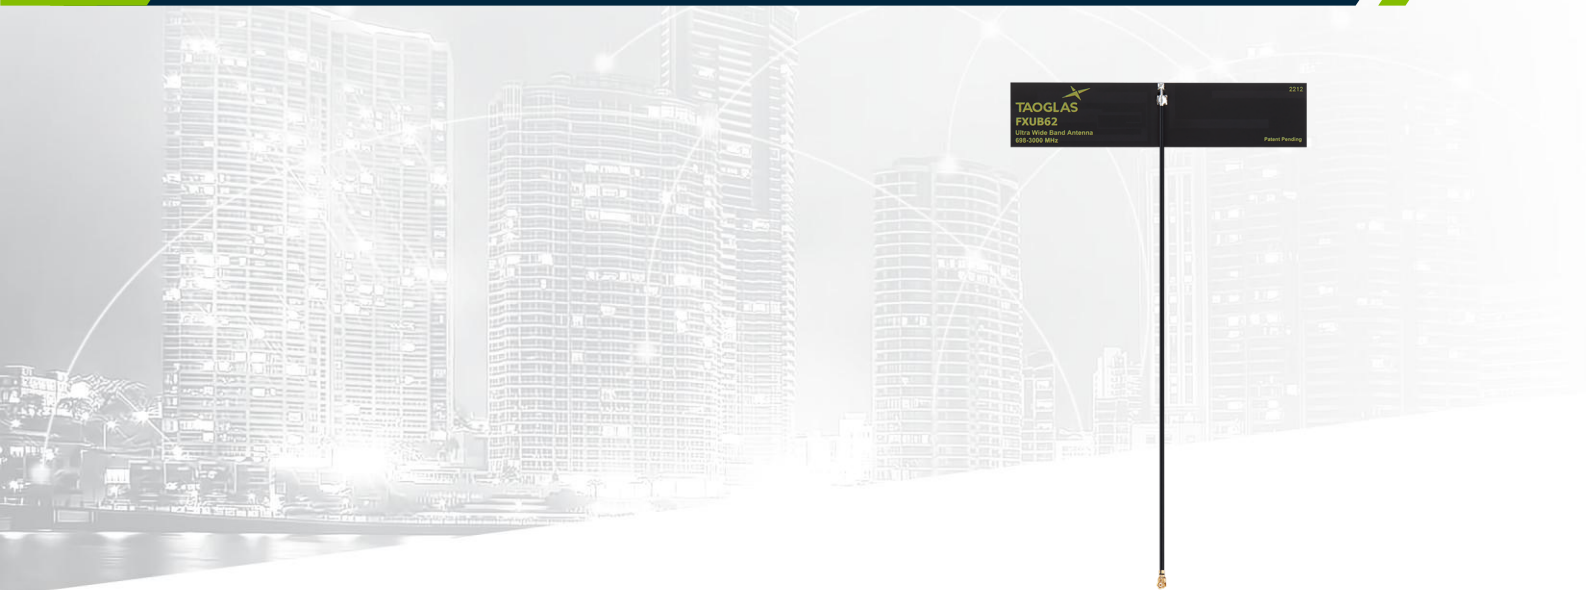 TAOGLAS
FXUB62
Ultra Wide Band Antenna
698-3000 MHz
2212
Patent Pending